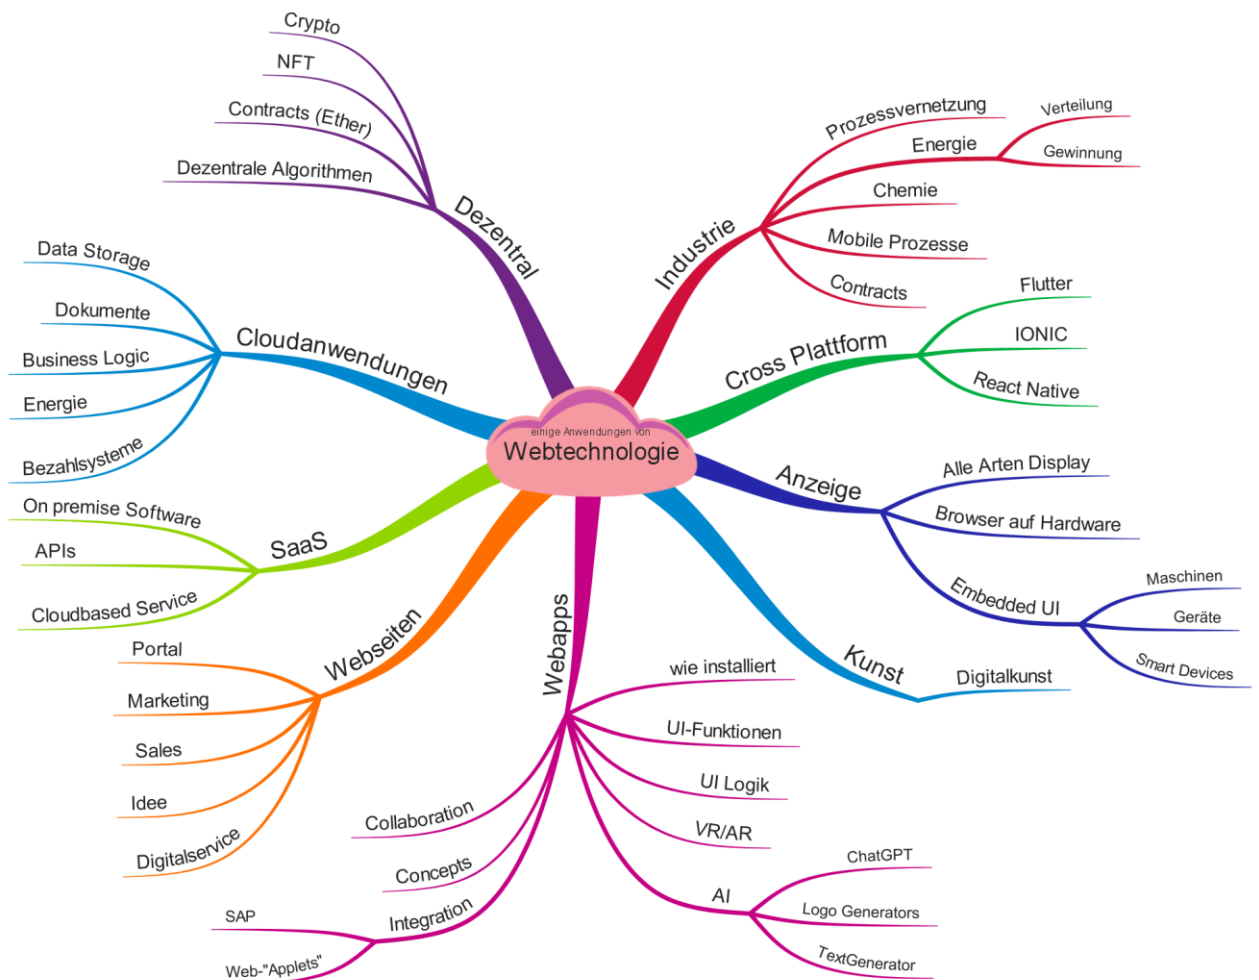 einige Anwendungen von
Webtechnologie
Dezentral
Crypto
NFT
Contracts (Ether)
Dezentrale Algorithmen
Industrie
Prozessvernetzung
Energie
Verteilung
Gewinnung
Chemie
Mobile Prozesse
Contracts
Cross Plattform
Flutter
IONIC
React Native
Anzeige
Alle Arten Display
Browser auf Hardware
Embedded UI
Maschinen
Geräte
Smart Devices
Kunst
Digitalkunst
Webapps
wie installiert
UI-Funktionen
UI Logik
VR/AR
AI
ChatGPT
Logo Generators
TextGenerator
Collaboration
Concepts
Integration
SAP
Web-"Applets"
Webseiten
Portal
Marketing
Sales
Idee
Digitalservice
SaaS
On premise Software
APIs
Cloudbased Service
Cloudanwendungen
Data Storage
Dokumente
Business Logic
Energie
Bezahlsysteme